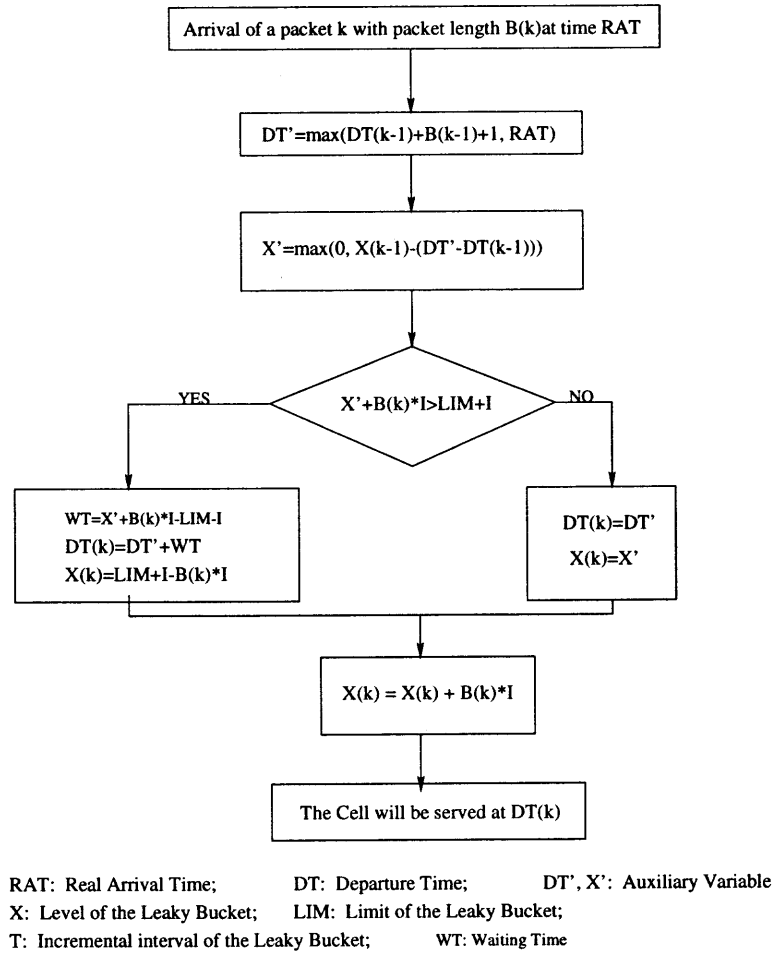 Arrival of a packet k with packet length B(k)at time RAT
DT'=max(DT(k-1)+B(k-1)+1, RAT)
X'=max(0, X(k-1)-(DT'-DT(k-1)))
X'+B(k)*I>LIM+I
YES
NO
WT=X'+B(k)*I-LIM-I
DT(k)=DT'+WT
X(k)=LIM+I-B(k)*I
DT(k)=DT'
X(k)=X'
X(k) = X(k) + B(k)*I
The Cell will be served at DT(k)
RAT: Real Arrival Time; DT: Departure Time; DT', X': Auxiliary Variable
X: Level of the Leaky Bucket; LIM: Limit of the Leaky Bucket;
T: Incremental interval of the Leaky Bucket; WT: Waiting Time